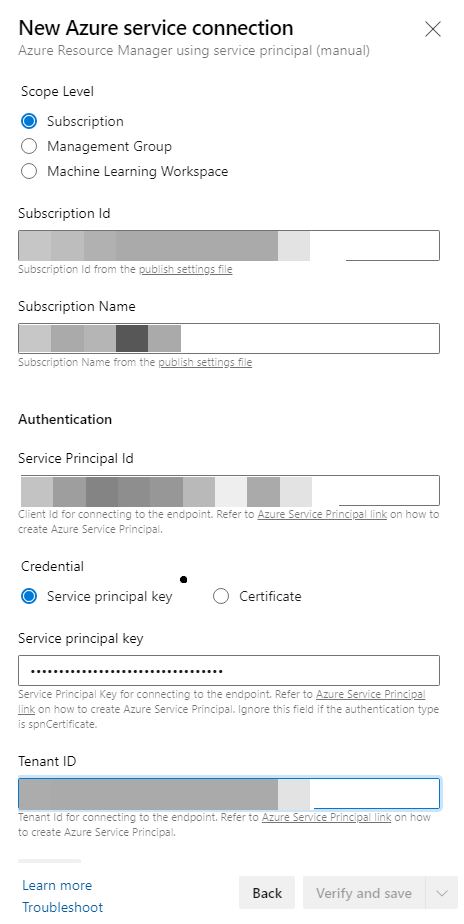 New Azure service connection
Azure Resource Manager using service principal (manual)
Scope Level
Subscription
Management Group
Machine Learning Workspace
Subscription Id
Subscription Id from the publish settings file
Subscription Name
Subscription Name from the publish settings file
Authentication
Service Principal Id
Client Id for connecting to the endpoint. Refer to Azure Service Principal link on how to
create Azure Service Principal.
Credential
Service principal key
Certificate
Service principal key
••••••••••••••••••••••••••••••••••
Service Principal Key for connecting to the endpoint. Refer to Azure Service Principal
link on how to create Azure Service Principal. Ignore this field if the authentication type
is spnCertificate.
Tenant ID
Tenant Id for connecting to the endpoint. Refer to Azure Service Principal link on how
to create Azure Service Principal.
Learn more
Troubleshoot
Back
Verify and save